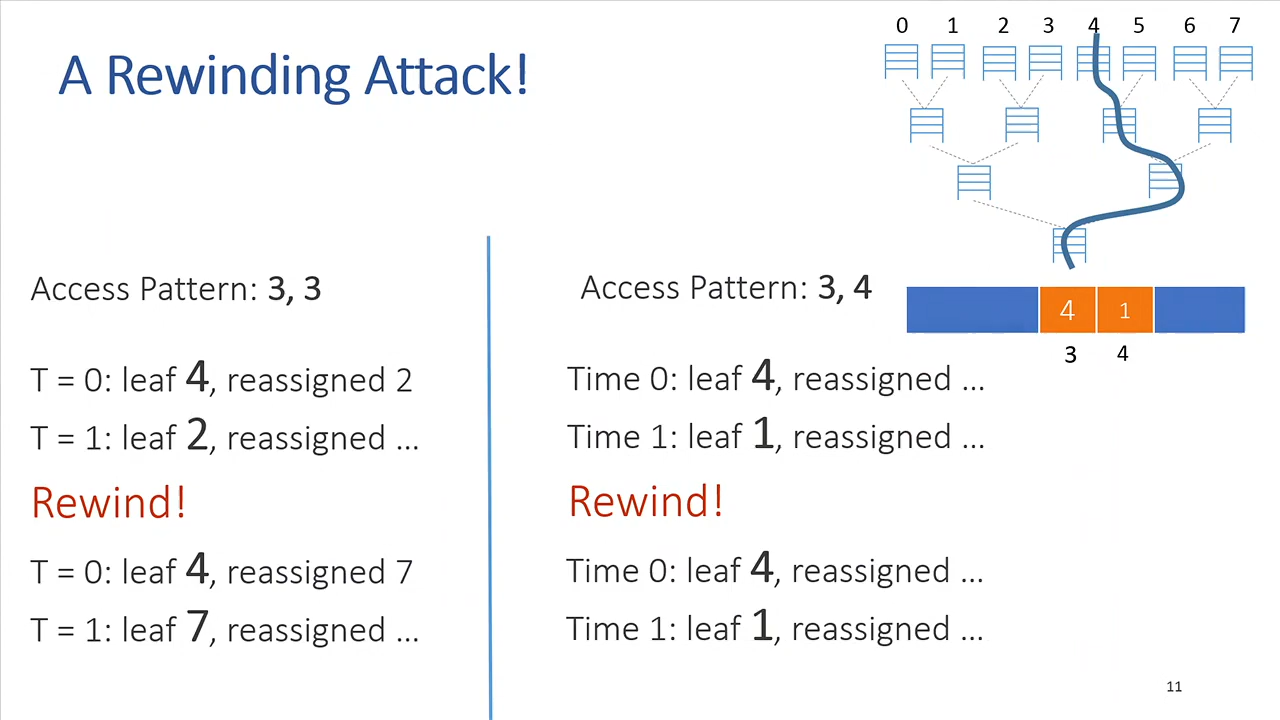 A Rewinding Attack!
0 1 2 3 4 5 6 7
Access Pattern: 3, 3
T = 0: leaf 4, reassigned 2
T = 1: leaf 2, reassigned ...
Rewind!
T = 0: leaf 4, reassigned 7
T = 1: leaf 7, reassigned ...
Access Pattern: 3, 4
4 1
3 4
Time 0: leaf 4, reassigned ...
Time 1: leaf 1, reassigned ...
Rewind!
Time 0: leaf 4, reassigned ...
Time 1: leaf 1, reassigned ...
11